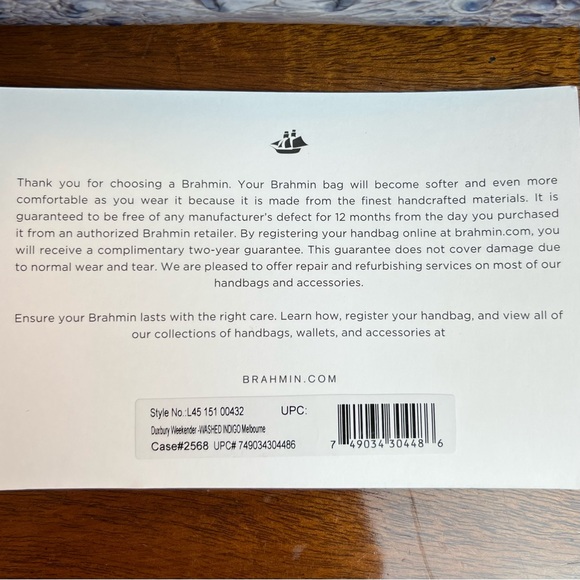 Thank you for choosing a Brahmin. Your Brahmin bag will become softer and even more
comfortable as you wear it because it is made from the finest handcrafted materials. It is
guaranteed to be free of any manufacturer's defect for 12 months from the day you purchased
it from an authorized Brahmin retailer. By registering your handbag online at brahmin.com, you
will receive a complimentary two-year guarantee. This guarantee does not cover damage due
to normal wear and tear. We are pleased to offer repair and refurbishing services on most of our
handbags and accessories.
Ensure your Brahmin lasts with the right care. Learn how, register your handbag, and view all of
our collections of handbags, wallets, and accessories at
BRAHMIN.COM
Style No.:L45 151 00432 UPC:
Duxbury Weekender -WASHED INDIGO Melbourne
Case#2568 UPC# 749034304486
7 49034 30448 6